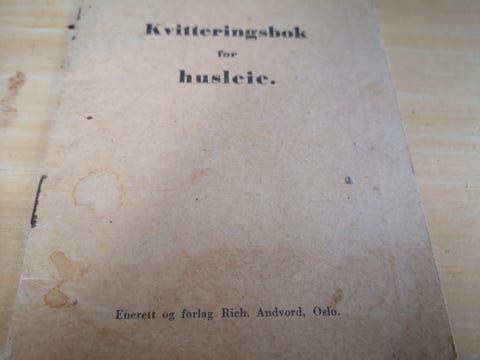 Kvitteringsbok
for
husleie.
Enerett og forlag Rich. Andvord, Oslo.